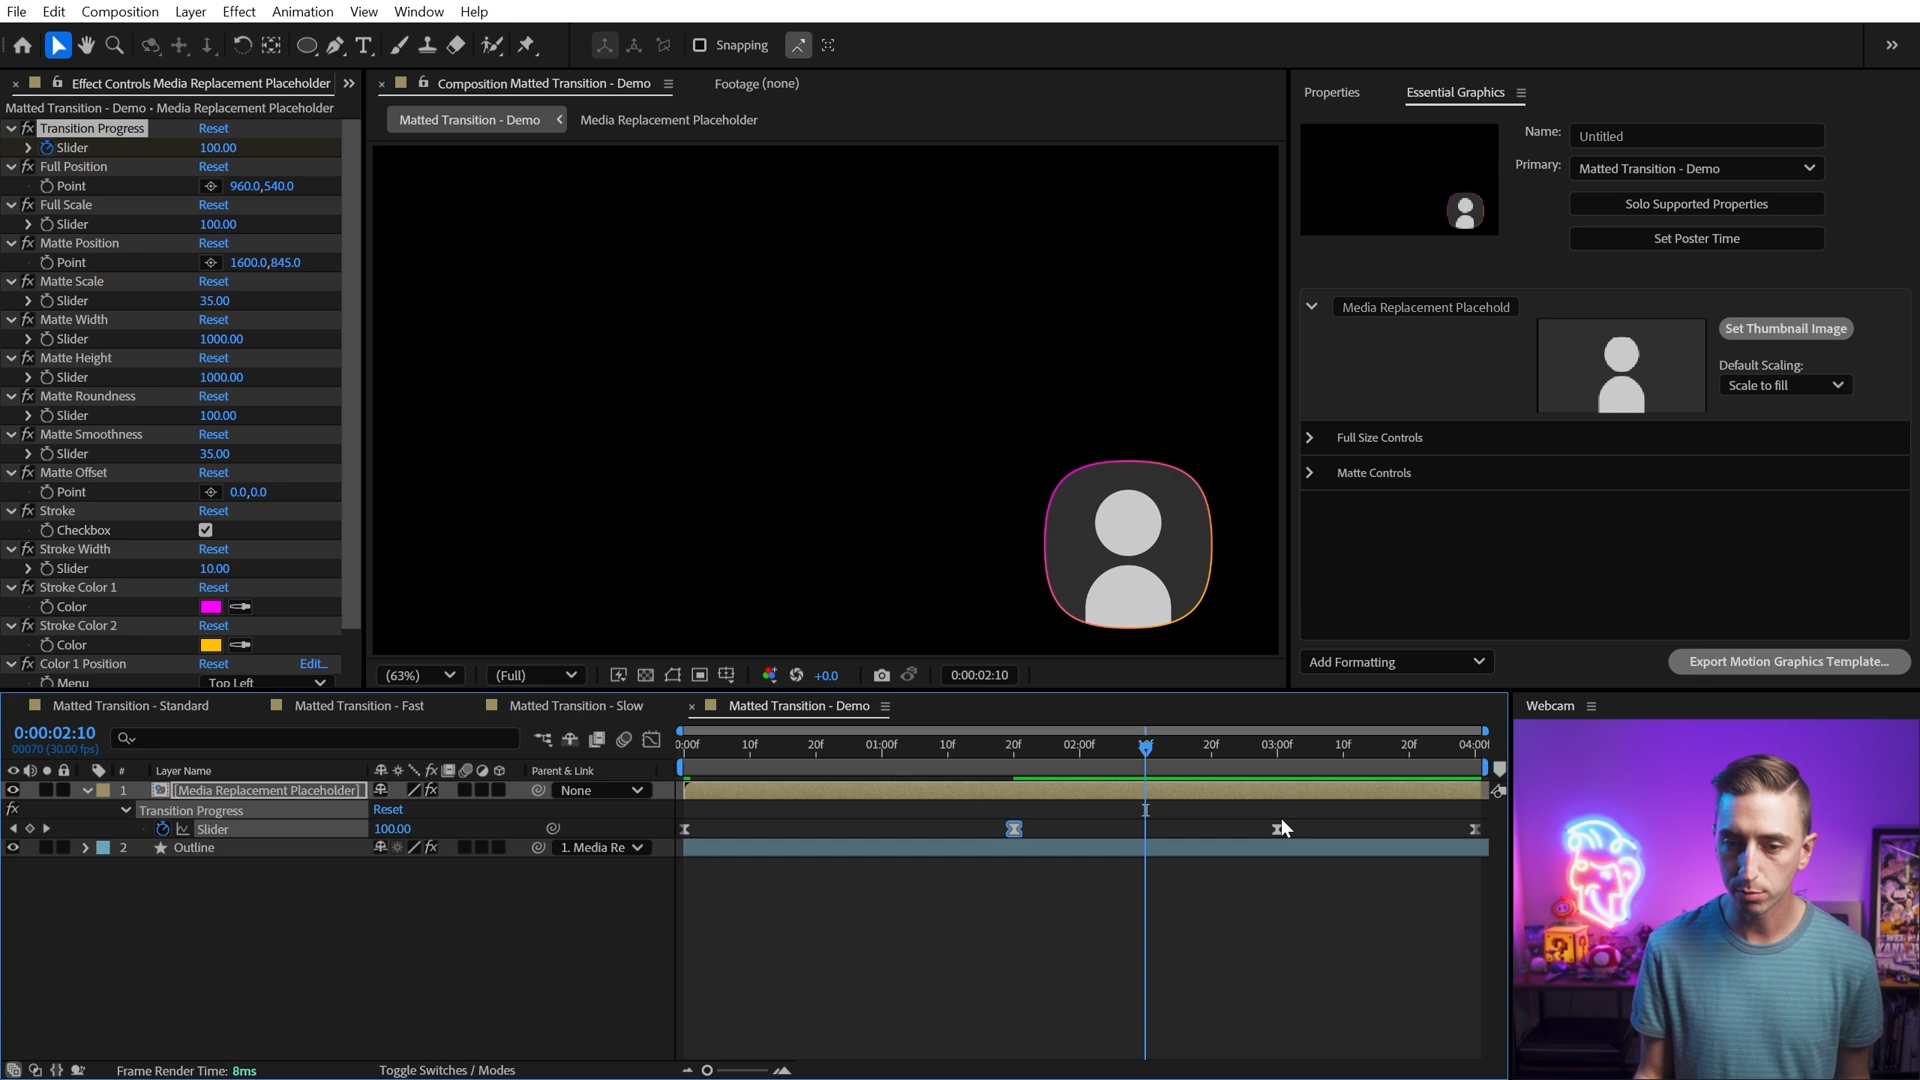 File Edit Composition Layer Effect Animation View Window Help
Snapping
Effect Controls Media Replacement Placeholder
Composition Matted Transition - Demo
Footage (none)
Matted Transition - Demo • Media Replacement Placeholder
Matted Transition - Demo
Media Replacement Placeholder
Transition Progress Reset
Slider 100.00
Full Position Reset
Point 960.0,540.0
Full Scale Reset
Slider 100.00
Matte Position Reset
Point 1600.0,845.0
Matte Scale Reset
Slider 35.00
Matte Width Reset
Slider 1000.00
Matte Height Reset
Slider 1000.00
Matte Roundness Reset
Slider 100.00
Matte Smoothness Reset
Slider 35.00
Matte Offset Reset
Point 0.0,0.0
Stroke Reset
Checkbox
Stroke Width Reset
Slider 10.00
Stroke Color 1 Reset
Color
Stroke Color 2 Reset
Color
Color 1 Position Reset Edit...
Menu Top Left
(63%) (Full) +0.0 0:00:02:10
Properties Essential Graphics
Name: Untitled
Primary: Matted Transition - Demo
Solo Supported Properties
Set Poster Time
Media Replacement Placehold
Set Thumbnail Image
Default Scaling:
Scale to fill
Full Size Controls
Matte Controls
Add Formatting
Export Motion Graphics Template...
Matted Transition - Standard
Matted Transition - Fast
Matted Transition - Slow
Matted Transition - Demo
0:00:02:10
00070 (30.00 fps)
0:00f 10f 20f 01:00f 10f 20f 02:00f 20f 03:00f 10f 20f 04:00f
# Layer Name Parent & Link
1 [Media Replacement Placeholder] None
fx Transition Progress Reset
Slider 100.00
2 Outline 1. Media Re
Frame Render Time: 8ms
Toggle Switches / Modes
Webcam